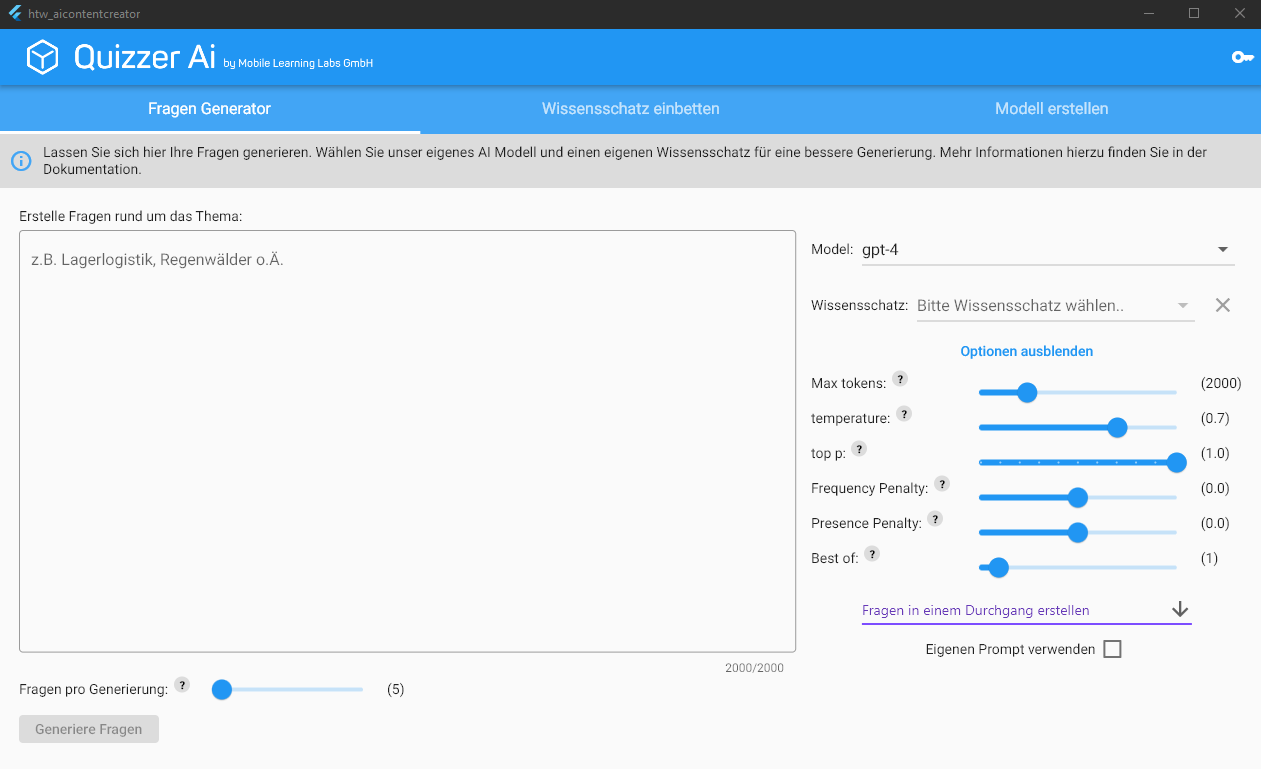 htw_aicontentcreator
Quizzer Ai by Mobile Learning Labs GmbH
Fragen Generator
Wissensschatz einbetten
Modell erstellen
Lassen Sie sich hier Ihre Fragen generieren. Wählen Sie unser eigenes AI Modell und einen eigenen Wissensschatz für eine bessere Generierung. Mehr Informationen hierzu finden Sie in der
Dokumentation.
Erstelle Fragen rund um das Thema:
z.B. Lagerlogistik, Regenwälder o.Ä.
2000/2000
Fragen pro Generierung: ? (5)
Generiere Fragen
Model: gpt-4
Wissensschatz: Bitte Wissensschatz wählen..
Optionen ausblenden
Max tokens: ? (2000)
temperature: ? (0.7)
top p: ? (1.0)
Frequency Penalty: ? (0.0)
Presence Penalty: ? (0.0)
Best of: ? (1)
Fragen in einem Durchgang erstellen
Eigenen Prompt verwenden